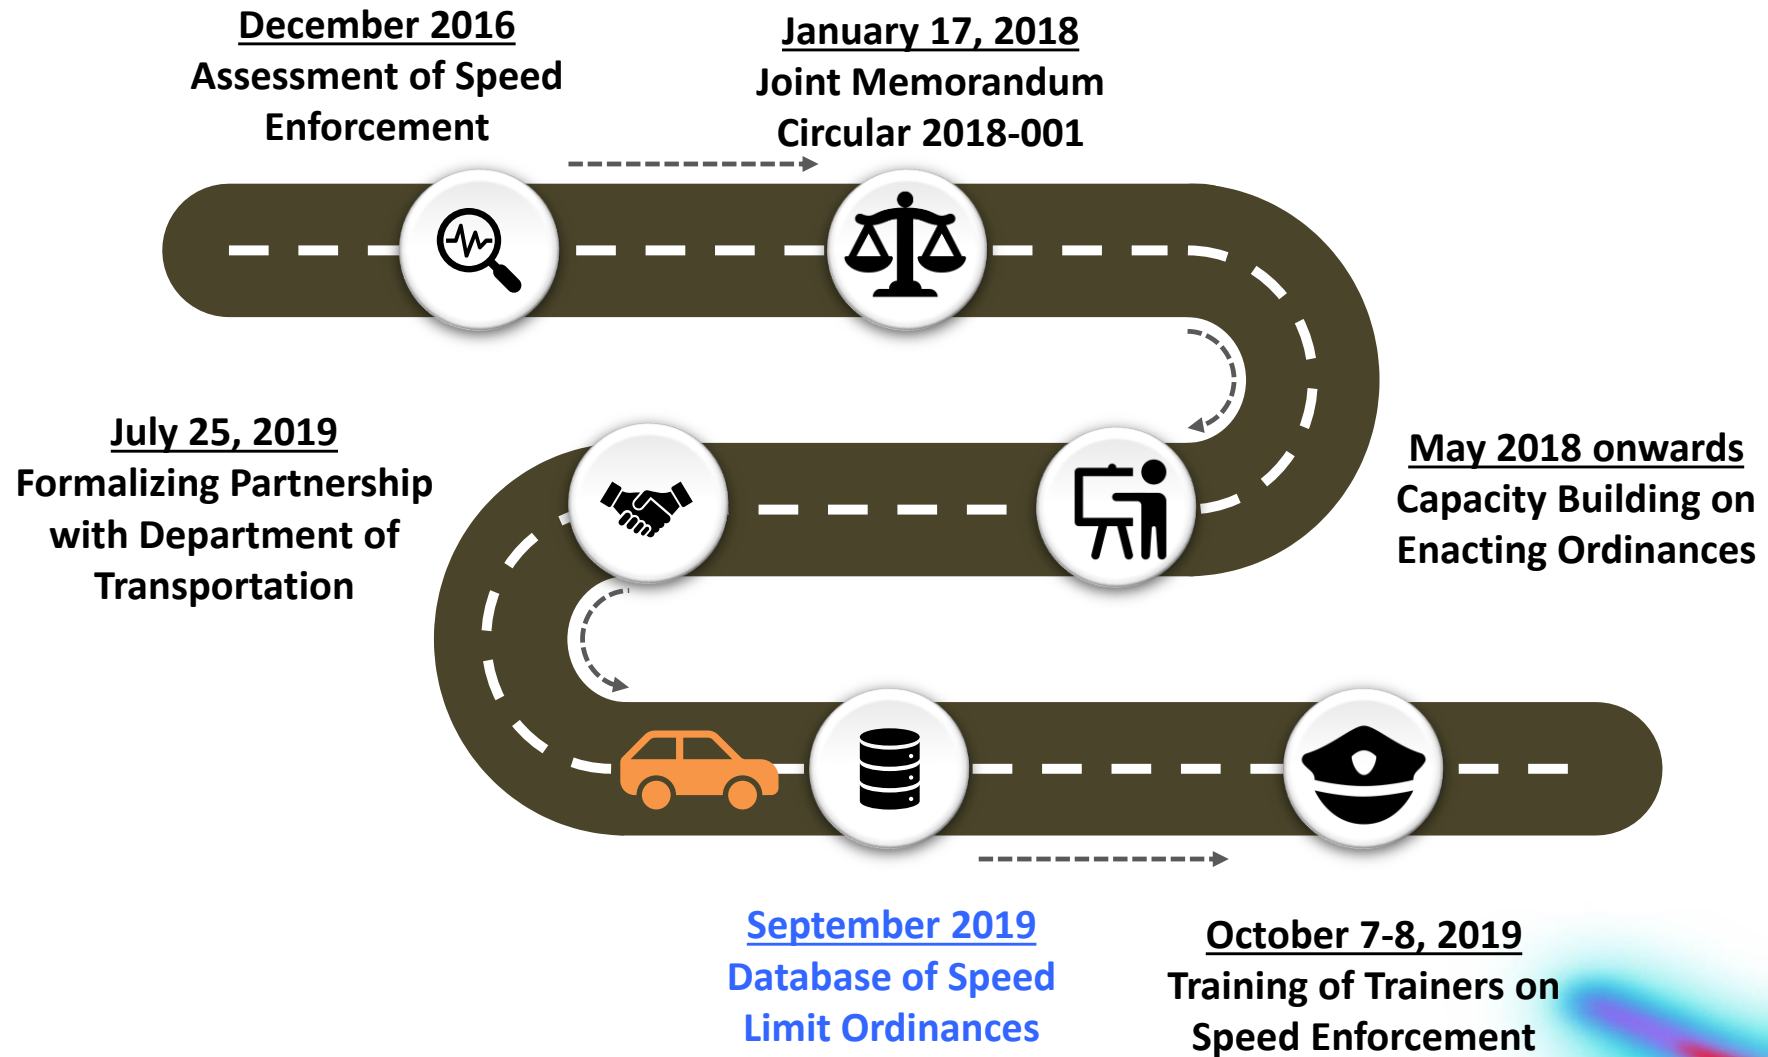 December 2016
Assessment of Speed
Enforcement
January 17, 2018
Joint Memorandum
Circular 2018-001
May 2018 onwards
Capacity Building on
Enacting Ordinances
July 25, 2019
Formalizing Partnership
with Department of
Transportation
September 2019
Database of Speed
Limit Ordinances
October 7-8, 2019
Training of Trainers on
Speed Enforcement